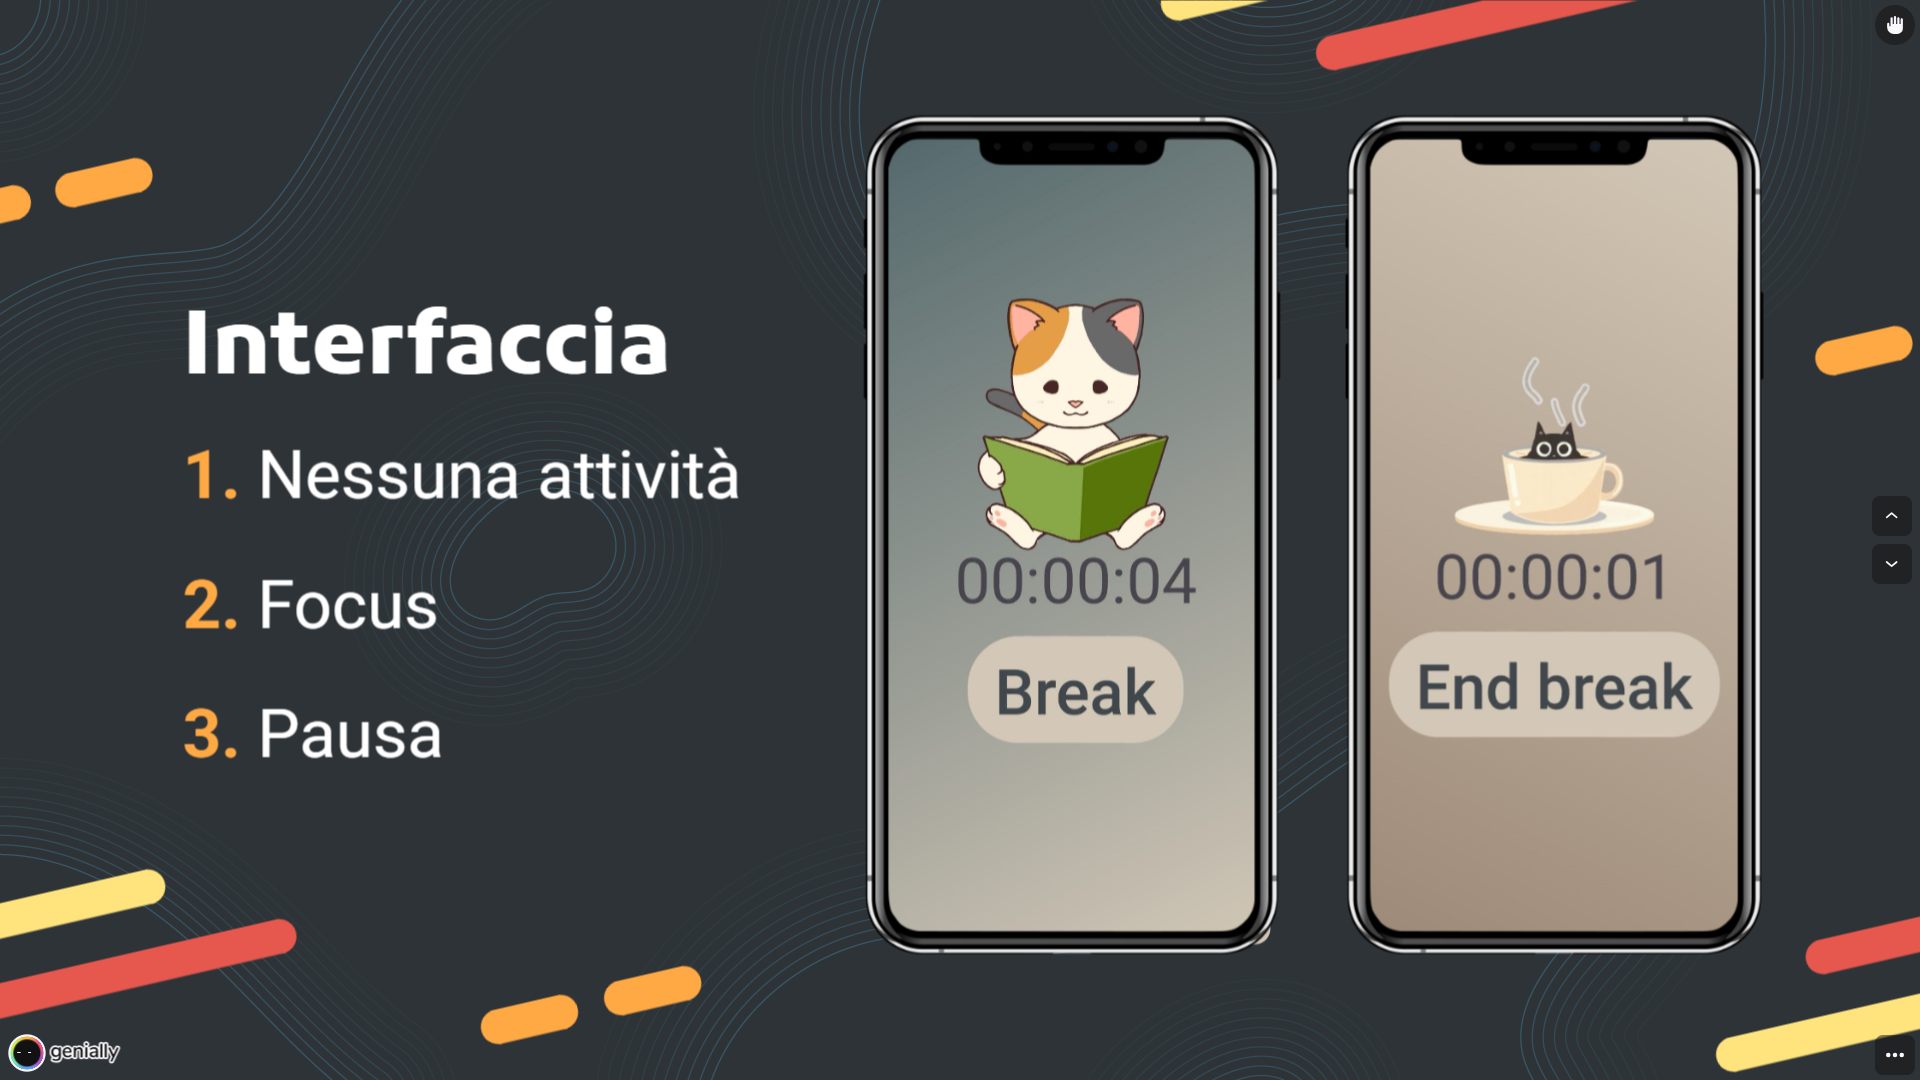 Interfaccia
1. Nessuna attività
2. Focus
3. Pausa
00:00:04
Break
00:00:01
End break
genially